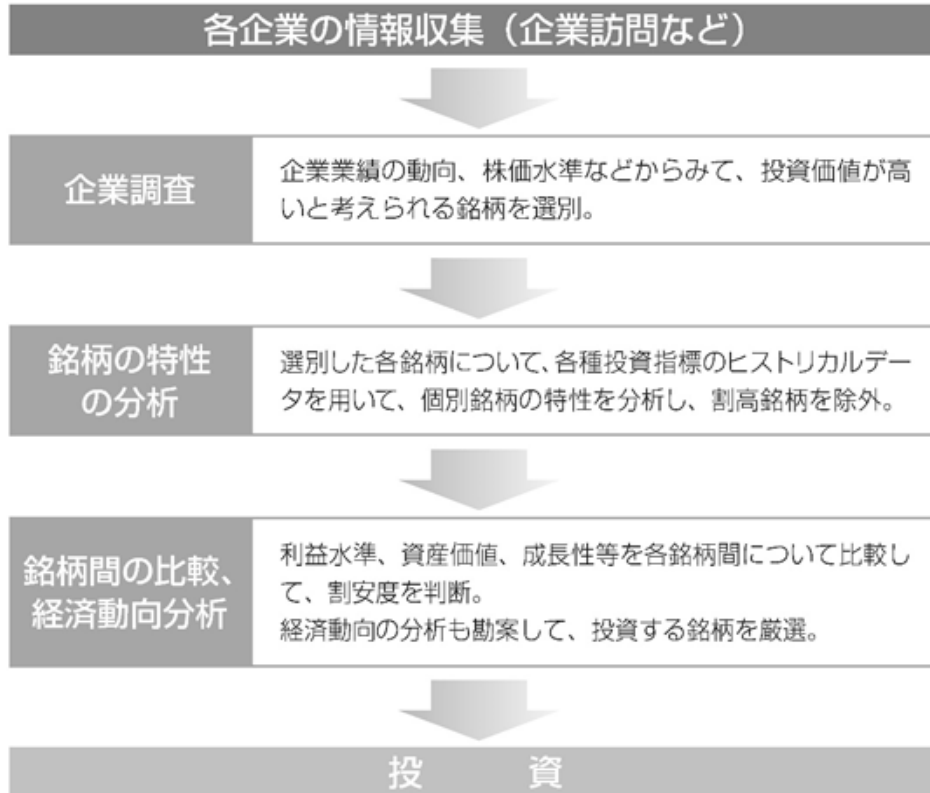 各企業の情報収集（企業訪問など）
企業調査
企業業績の動向、株価水準などからみて、投資価値が高
いと考えられる銘柄を選別。
銘柄の特性
の分析
選別した各銘柄について、各種投資指標のヒストリカルデー
タを用いて、個別銘柄の特性を分析し、割高銘柄を除外。
銘柄間の比較、
経済動向分析
利益水準、資産価値、成長性等を各銘柄間について比較し
て、割安度を判断。
経済動向の分析も勘案して、投資する銘柄を厳選。
投　資